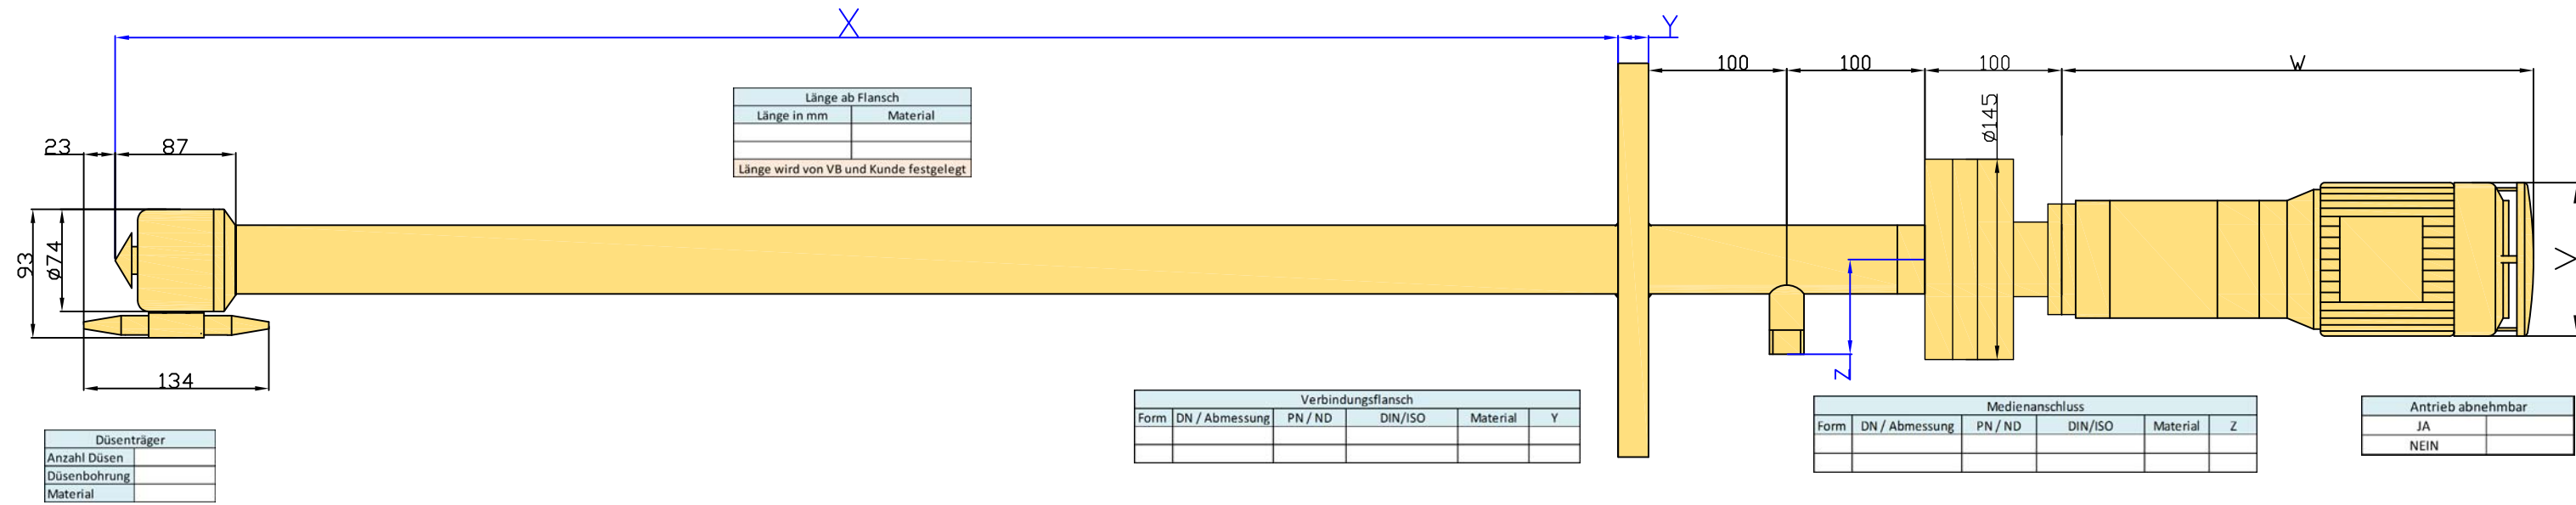 X
Y
100
100
100
W
Länge ab Flansch
Länge in mm Material
Länge wird von VB und Kunde festgelegt
ø145
23
87
93
ø74
V
134
Z
Verbindungsflansch
Form DN / Abmessung PN / ND DIN/ISO Material Y
Medienanschluss
Form DN / Abmessung PN / ND DIN/ISO Material Z
Antrieb abnehmbar
JA
NEIN
Düsenträger
Anzahl Düsen
Düsenbohrung
Material